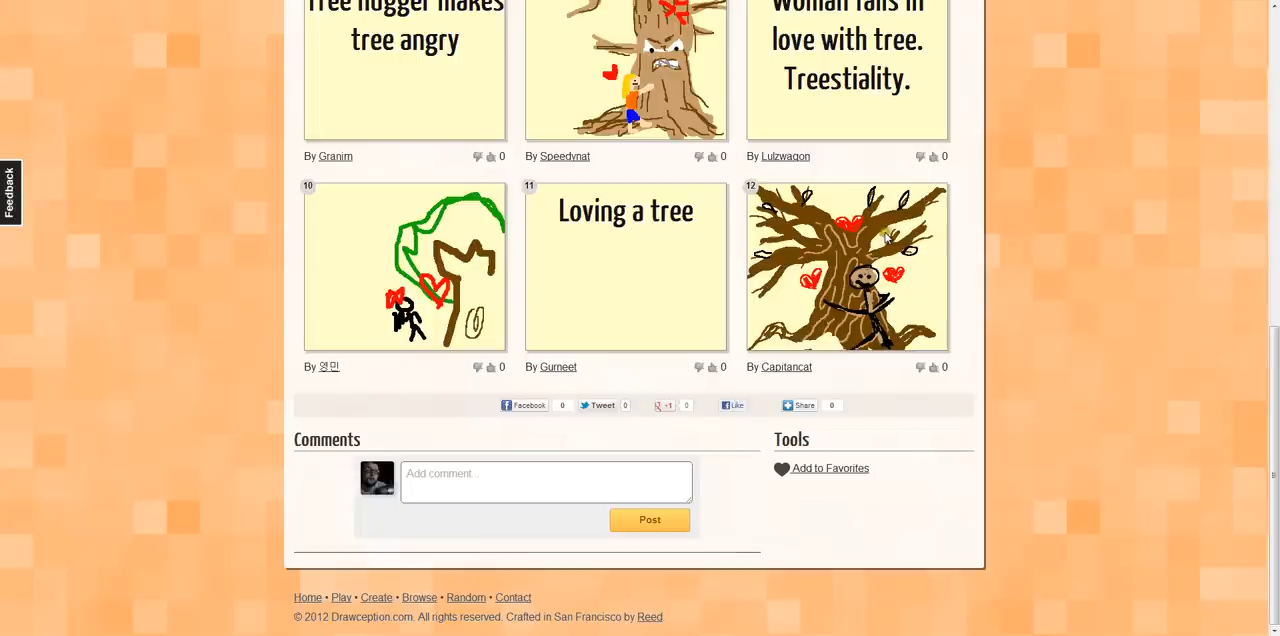 Tree hugger makes
tree angry
Woman falls in
love with tree.
Treestiality.
By Granim
0
By Speedynat
0
By Lulzwagon
0
10
11
12
Loving a tree
By 영민
0
By Gurneet
0
By Capitancat
0
Facebook 0 Tweet 0 +1 0 Like Share 0
Comments
Tools
Add comment...
Add to Favorites
Post
Home • Play • Create • Browse • Random • Contact
© 2012 Drawception.com. All rights reserved. Crafted in San Francisco by Reed
Feedback